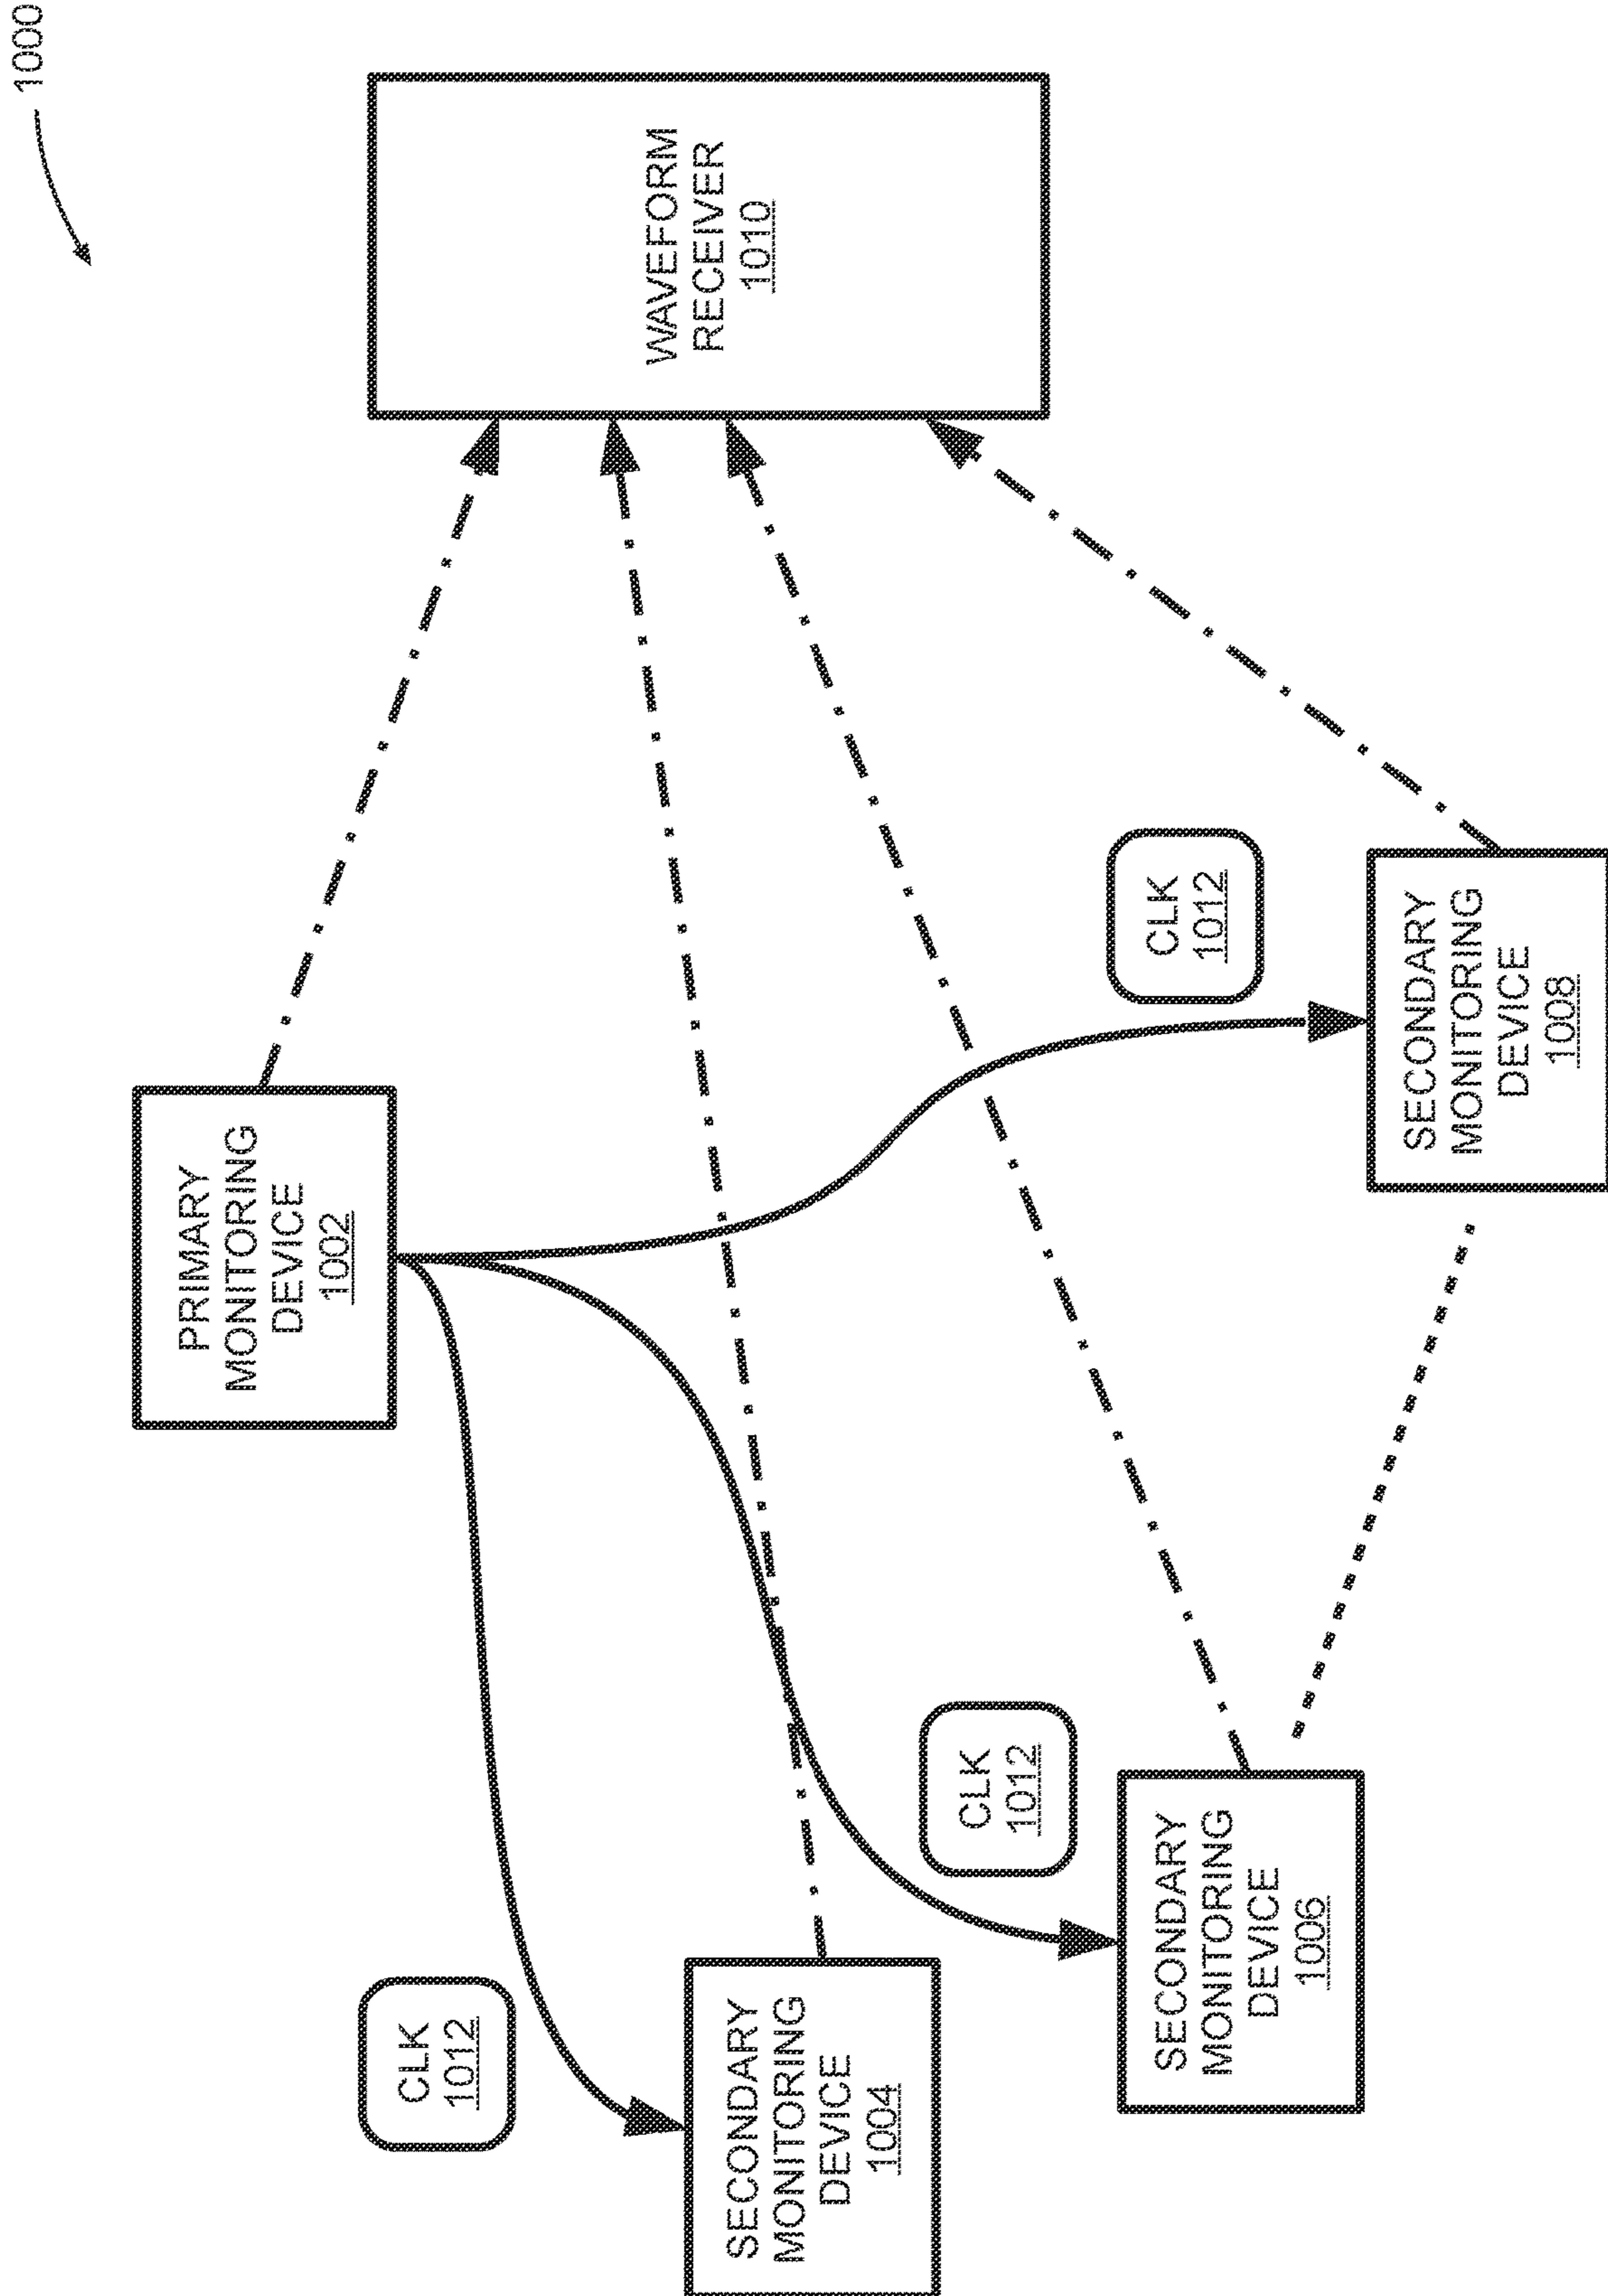 1000
PRIMARY
MONITORING
DEVICE
1002
WAVEFORM
RECEIVER
1010
CLK
1012
SECONDARY
MONITORING
DEVICE
1004
CLK
1012
SECONDARY
MONITORING
DEVICE
1006
CLK
1012
SECONDARY
MONITORING
DEVICE
1008